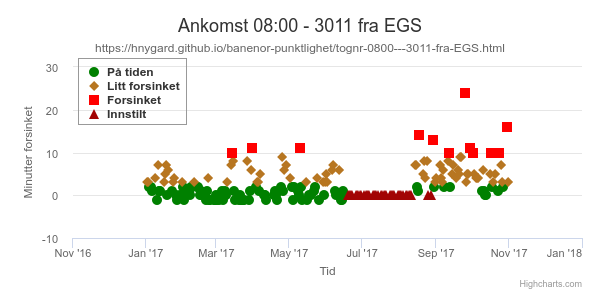 Ankomst 08:00 - 3011 fra EGS
https://hnygard.github.io/banenor-punktlighet/tognr-0800---3011-fra-EGS.html
På tiden
Litt forsinket
Forsinket
Innstilt
Minutter forsinket
30
20
10
0
-10
Nov '16
Jan '17
Mar '17
May '17
Jul '17
Sep '17
Nov '17
Jan '18
Tid
Highcharts.com